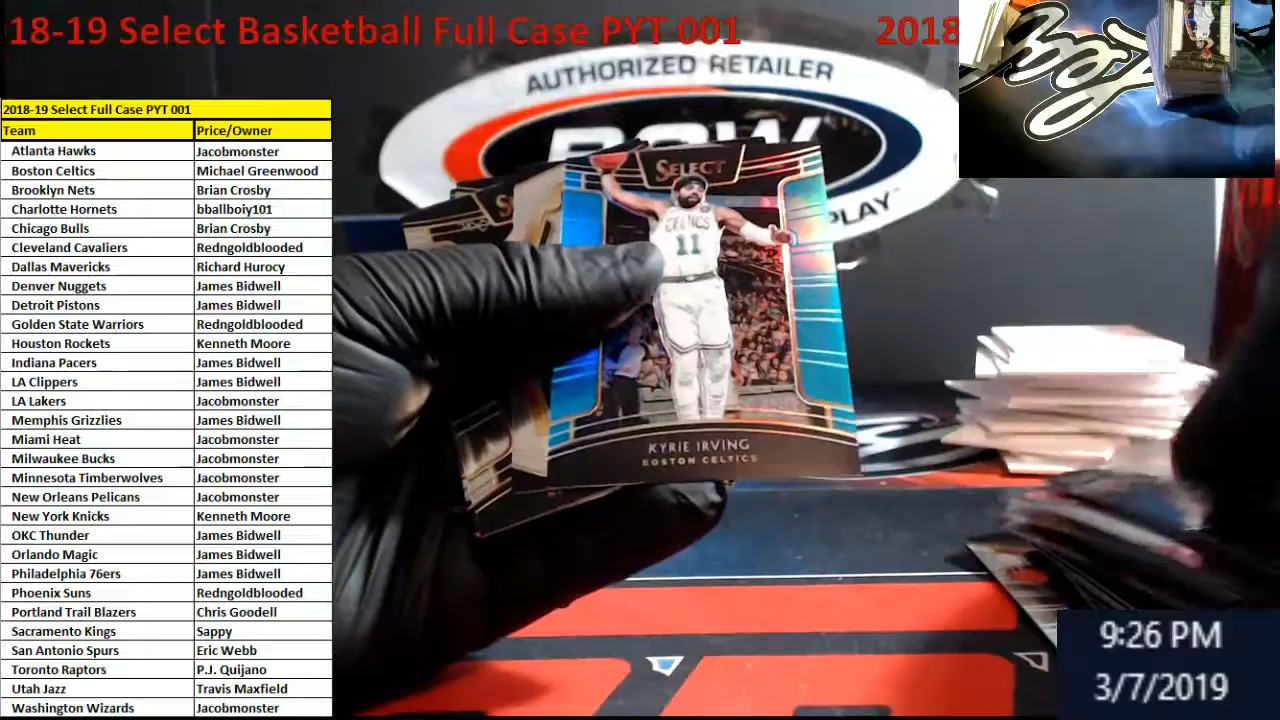 18-19 Select Basketball Full Case PYT 001 2018
AUTHORIZED RETAILER
PLAY
2018-19 Select Full Case PYT 001
Team Price/Owner
Atlanta Hawks Jacobmonster
Boston Celtics Michael Greenwood
Brooklyn Nets Brian Crosby
Charlotte Hornets bballboiy101
Chicago Bulls Brian Crosby
Cleveland Cavaliers Redngoldblooded
Dallas Mavericks Richard Hurocy
Denver Nuggets James Bidwell
Detroit Pistons James Bidwell
Golden State Warriors Redngoldblooded
Houston Rockets Kenneth Moore
Indiana Pacers James Bidwell
LA Clippers James Bidwell
LA Lakers Jacobmonster
Memphis Grizzlies James Bidwell
Miami Heat Jacobmonster
Milwaukee Bucks Jacobmonster
Minnesota Timberwolves Jacobmonster
New Orleans Pelicans Jacobmonster
New York Knicks Kenneth Moore
OKC Thunder James Bidwell
Orlando Magic James Bidwell
Philadelphia 76ers James Bidwell
Phoenix Suns Redngoldblooded
Portland Trail Blazers Chris Goodell
Sacramento Kings Sappy
San Antonio Spurs Eric Webb
Toronto Raptors P.J. Quijano
Utah Jazz Travis Maxfield
Washington Wizards Jacobmonster
SELECT
CELTICS
11
KYRIE IRVING
BOSTON CELTICS
9:26 PM
3/7/2019